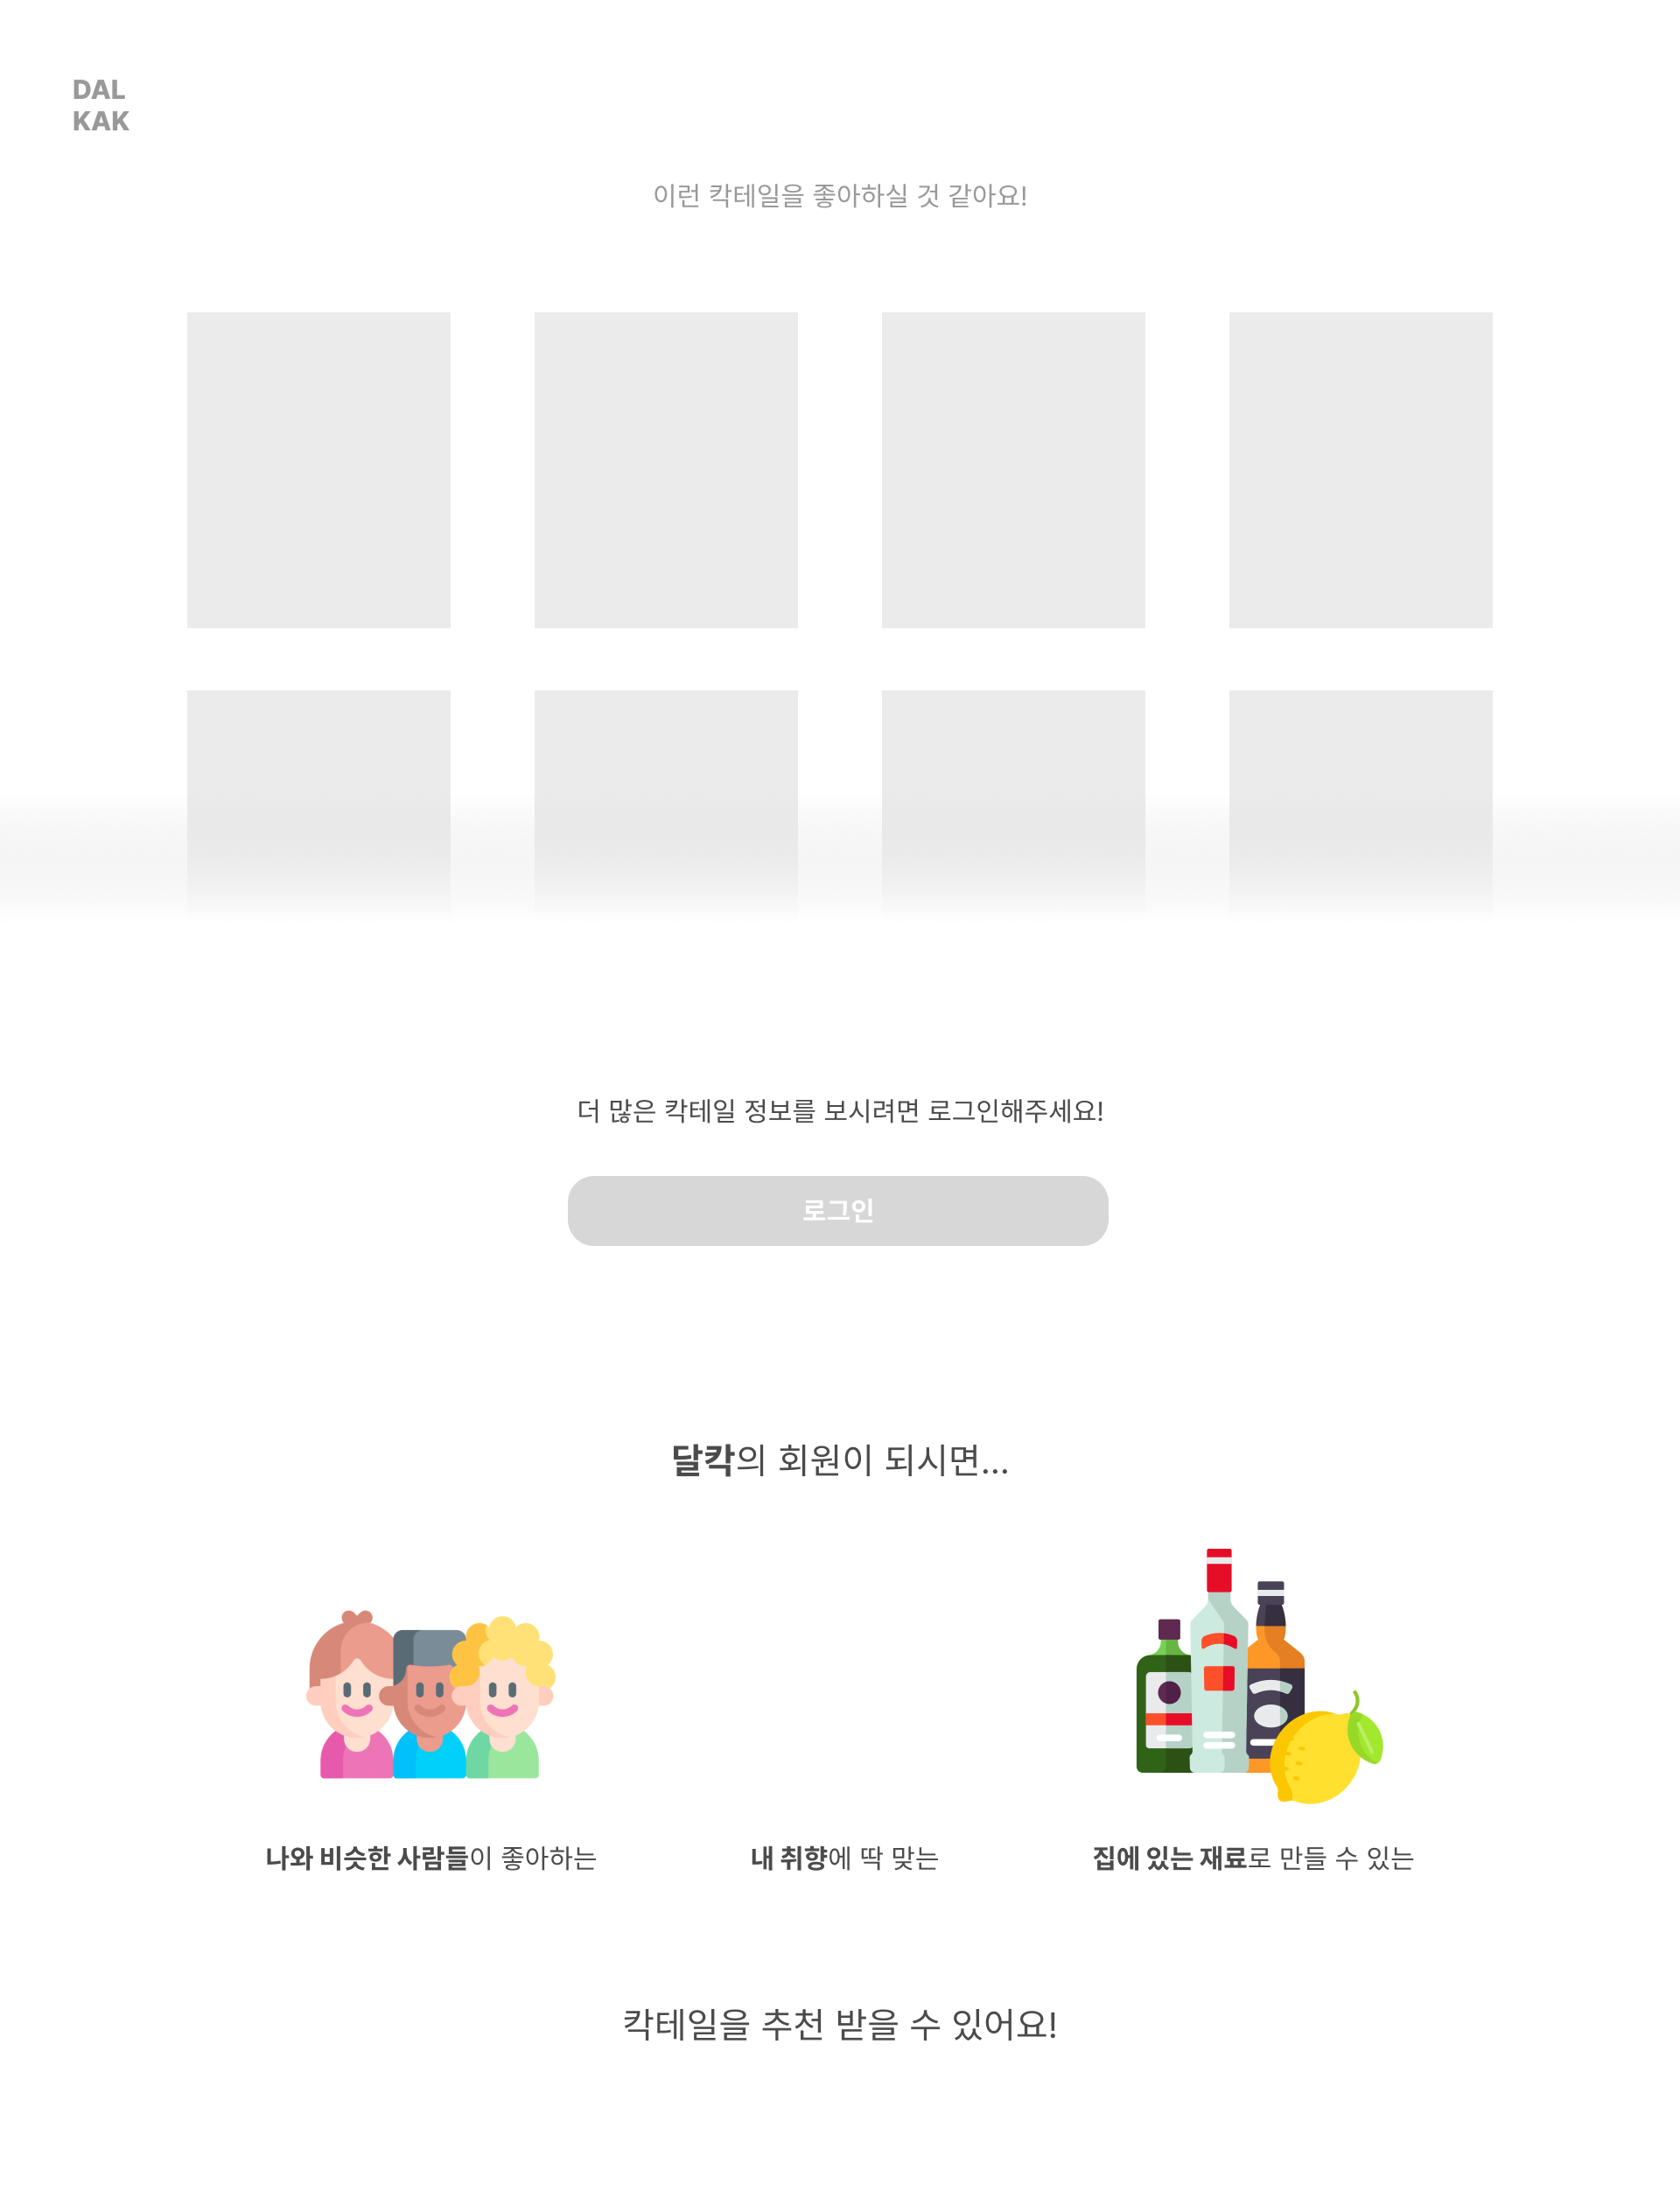 DAL
KAK
이런 칵테일을 좋아하실 것 같아요!
더 많은 칵테일 정보를 보시려면 로그인해주세요!
로그인
달칵의 회원이 되시면...
나와 비슷한 사람들이 좋아하는
내 취향에 딱 맞는
집에 있는 재료로 만들 수 있는
칵테일을 추천 받을 수 있어요!